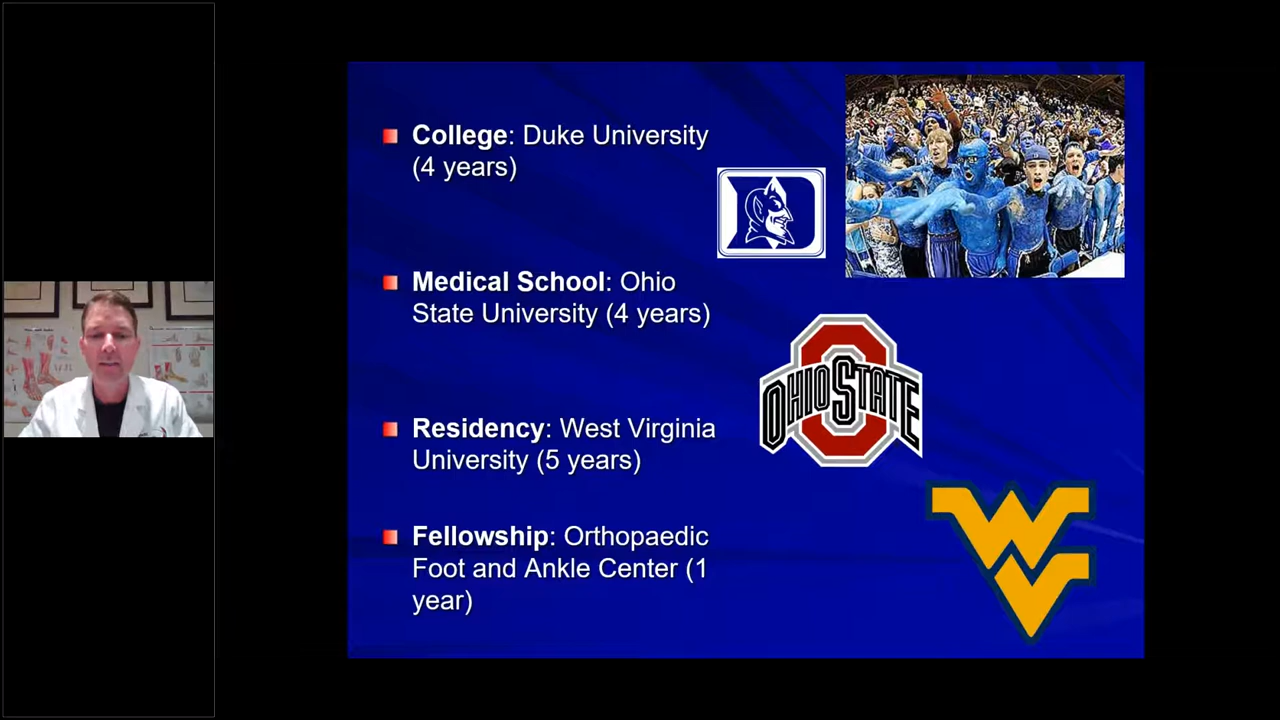 College: Duke University
(4 years)
Medical School: Ohio
State University (4 years)
OHIO STATE
Residency: West Virginia
University (5 years)
Fellowship: Orthopaedic
Foot and Ankle Center (1
year)